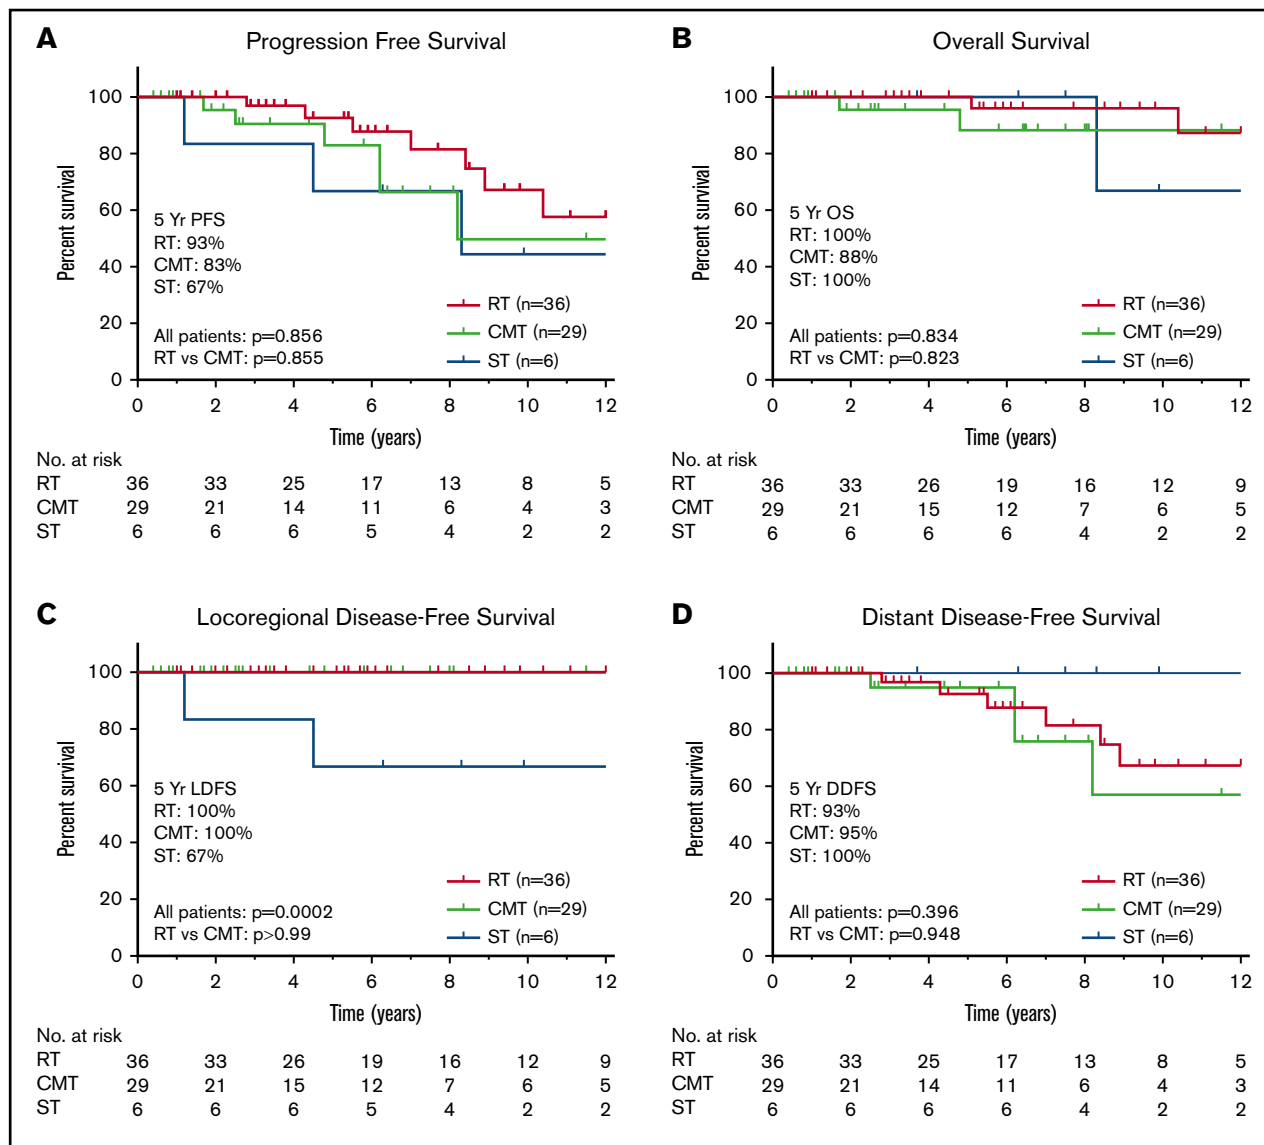 A
Progression Free Survival
Percent survival
100
80
60
40
20
0
5 Yr PFS
RT: 93%
CMT: 83%
ST: 67%
All patients: p=0.856
RT vs CMT: p=0.855
RT (n=36)
CMT (n=29)
ST (n=6)
0 2 4 6 8 10 12
Time (years)
No. at risk
RT 36 33 25 17 13 8 5
CMT 29 21 14 11 6 4 3
ST 6 6 6 5 4 2 2
B
Overall Survival
Percent survival
100
80
60
40
20
0
5 Yr OS
RT: 100%
CMT: 88%
ST: 100%
All patients: p=0.834
RT vs CMT: p=0.823
RT (n=36)
CMT (n=29)
ST (n=6)
0 2 4 6 8 10 12
Time (years)
No. at risk
RT 36 33 26 19 16 12 9
CMT 29 21 15 12 7 6 5
ST 6 6 6 6 4 2 2
C
Locoregional Disease-Free Survival
Percent survival
100
80
60
40
20
0
5 Yr LDFS
RT: 100%
CMT: 100%
ST: 67%
All patients: p=0.0002
RT vs CMT: p>0.99
RT (n=36)
CMT (n=29)
ST (n=6)
0 2 4 6 8 10 12
Time (years)
No. at risk
RT 36 33 26 19 16 12 9
CMT 29 21 15 12 7 6 5
ST 6 6 6 5 4 2 2
D
Distant Disease-Free Survival
Percent survival
100
80
60
40
20
0
5 Yr DDFS
RT: 93%
CMT: 95%
ST: 100%
All patients: p=0.396
RT vs CMT: p=0.948
RT (n=36)
CMT (n=29)
ST (n=6)
0 2 4 6 8 10 12
Time (years)
No. at risk
RT 36 33 25 17 13 8 5
CMT 29 21 14 11 6 4 3
ST 6 6 6 6 4 2 2